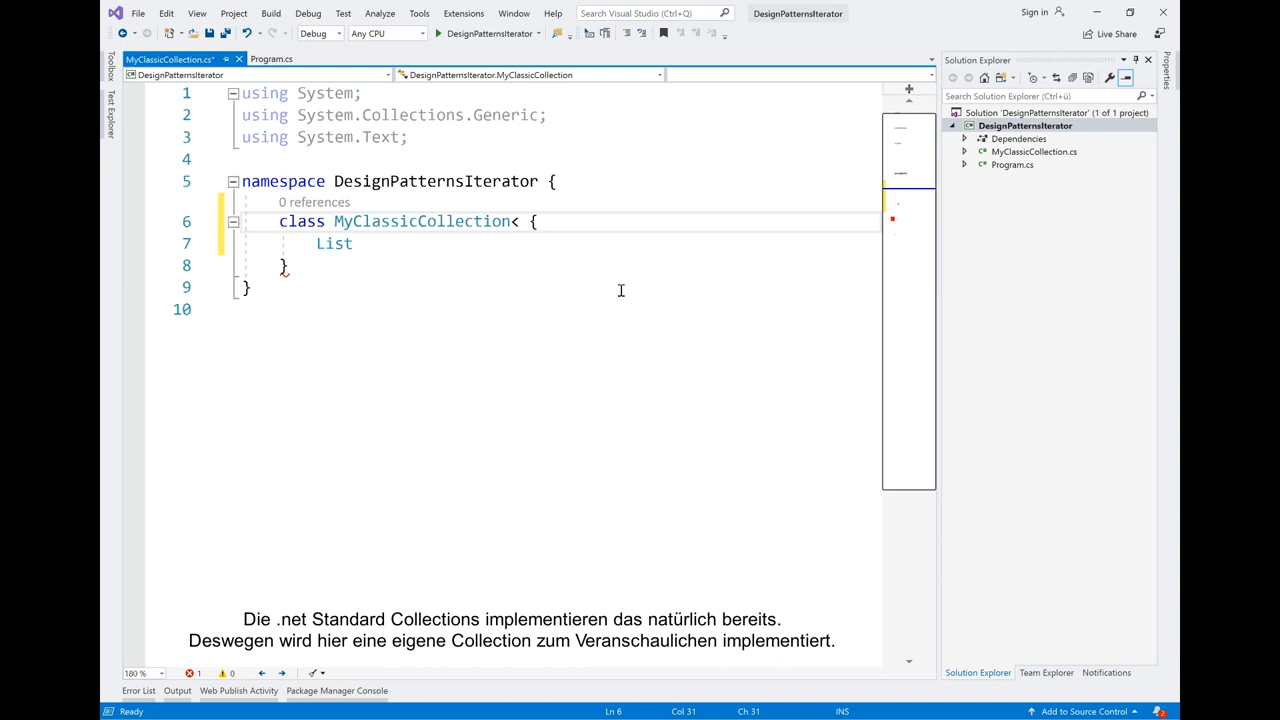 File Edit View Project Build Debug Test Analyze Tools Extensions Window Help Search Visual Studio (Ctrl+Q) DesignPatternsIterator Sign in
Debug Any CPU DesignPatternsIterator Live Share
MyClassicCollection.cs* Program.cs
DesignPatternsIterator DesignPatternsIterator.MyClassicCollection
Toolbox
Test Explorer
1 using System;
2 using System.Collections.Generic;
3 using System.Text;
4
5 namespace DesignPatternsIterator {
0 references
6 class MyClassicCollection< {
7 List
8 }
9 }
10
Solution Explorer
Search Solution Explorer (Ctrl+ü)
Solution 'DesignPatternsIterator' (1 of 1 project)
DesignPatternsIterator
Dependencies
MyClassicCollection.cs
Program.cs
Properties
Die .net Standard Collections implementieren das natürlich bereits.
Deswegen wird hier eine eigene Collection zum Veranschaulichen implementiert.
180 % 1 0
Solution Explorer Team Explorer Notifications
Error List Output Web Publish Activity Package Manager Console
Ready Ln 6 Col 31 Ch 31 INS Add to Source Control 2